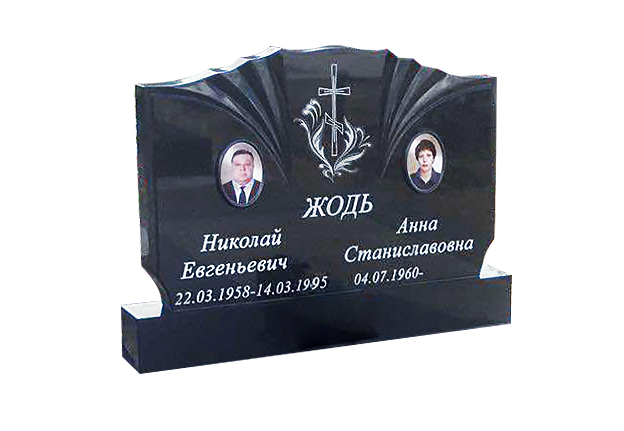 ЖОДЬ
Николай
Евгеньевич
22.03.1958-14.03.1995
Анна
Станиславовна
04.07.1960-